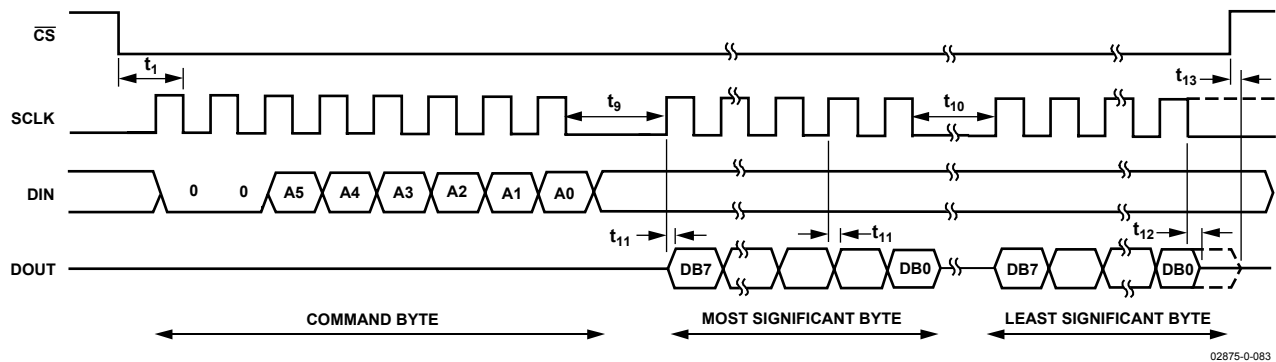 CS
t1
t13
SCLK
t9
t10
DIN
0 0 A5 A4 A3 A2 A1 A0
t11
t11
t12
DOUT
DB7 DB0 DB7 DB0
COMMAND BYTE MOST SIGNIFICANT BYTE LEAST SIGNIFICANT BYTE
02875-0-083